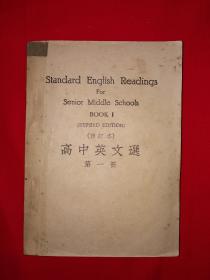 Standard English Readings
For
Senior Middle Schools
BOOK I
(REVISED EDITION)
(修訂本)
高中英文選
第一冊